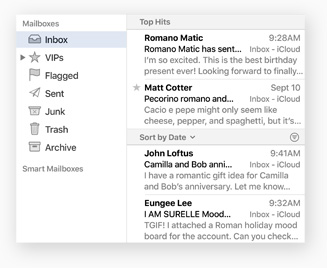 Mailboxes
Inbox
VIPs
Flagged
Sent
Junk
Trash
Archive
Smart Mailboxes
Top Hits
Romano Matic 9:28AM
Romano Matic has sent... Inbox - iCloud
I'm so excited. This is the best birthday
present ever! Looking forward to finally...
Matt Cotter Sept 10
Pecorino romano and... Inbox - iCloud
Cacio e pepe might only seem like
cheese, pepper, and spaghetti, but it's...
Sort by Date
John Loftus 9:41AM
Camilla and Bob anni... Inbox - iCloud
I have a romantic gift idea for Camilla
and Bob's anniversary. Let me know...
Eungee Lee 9:32AM
I AM SURELLE Mood... Inbox - iCloud
TGIF! I attached a Roman holiday mood
board for the account. Can you check...